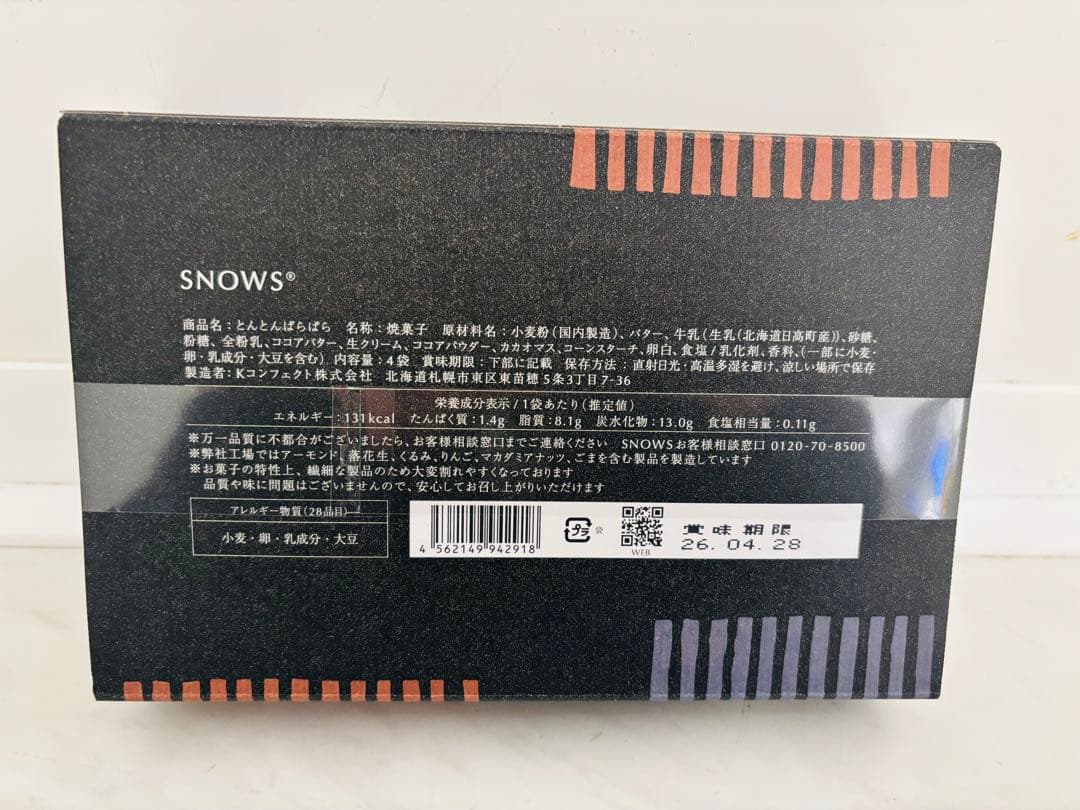 SNOWS®
商品名：とんとんぱらぱら 名称：焼菓子 原材料名：小麦粉（国内製造）、バター、牛乳（生乳（北海道日高町産））、砂糖、
粉糖、全粉乳、ココアバター、生クリーム、ココアパウダー、カカオマス、コーンスターチ、卵白、食塩/乳化剤、香料、（一部に小麦・
卵・乳成分・大豆を含む） 内容量：4袋 賞味期限：下部に記載 保存方法：直射日光・高温多湿を避け、涼しい場所で保存
製造者：Kコンフェクト株式会社 北海道札幌市東区東苗穂5条3丁目7-36
栄養成分表示/1袋あたり（推定値）
エネルギー：131kcal たんぱく質：1.4g 脂質：8.1g 炭水化物：13.0g 食塩相当量：0.11g
※万一品質に不都合がございましたら、お客様相談窓口までご連絡ください SNOWSお客様相談窓口 0120-70-8500
※弊社工場ではアーモンド、落花生、くるみ、りんご、マカダミアナッツ、ごまを含む製品を製造しています
※お菓子の特性上、繊細な製品のため大変割れやすくなっております
品質や味に問題はございませんので、安心してお召し上がりいただけます
アレルギー物質（28品目）
小麦・卵・乳成分・大豆
4 562149 942918
プラ 袋
WEB
賞味期限
26.04.28